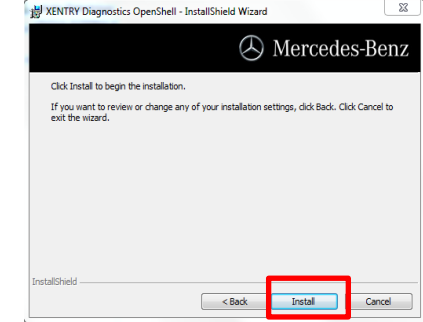 XENTRY Diagnostics OpenShell - InstallShield Wizard
Mercedes-Benz
Click Install to begin the installation.
If you want to review or change any of your installation settings, click Back. Click Cancel to
exit the wizard.
InstallShield
< Back
Install
Cancel